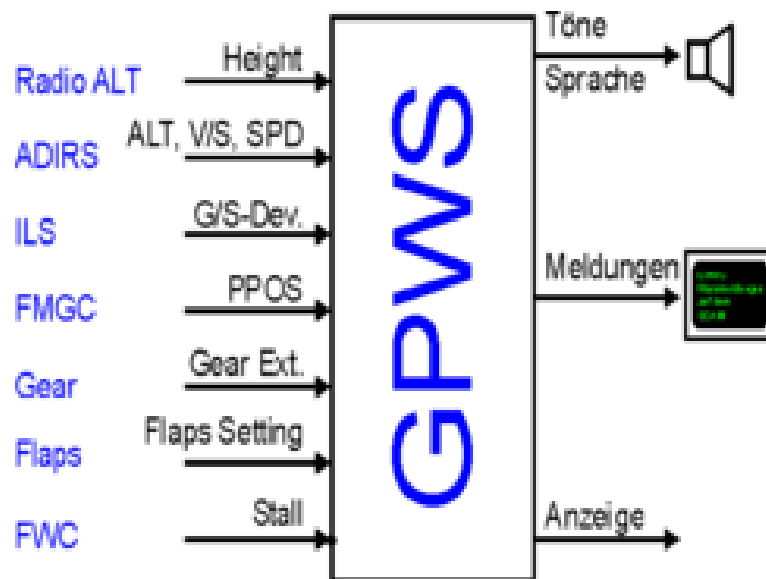 Radio ALT
Height
ADIRS
ALT, V/S, SPD
ILS
G/S-Dev.
FMGC
PPOS
Gear
Gear Ext.
Flaps
Flaps Setting
FWC
Stall
GPWS
Töne
Sprache
Meldungen
Anzeige